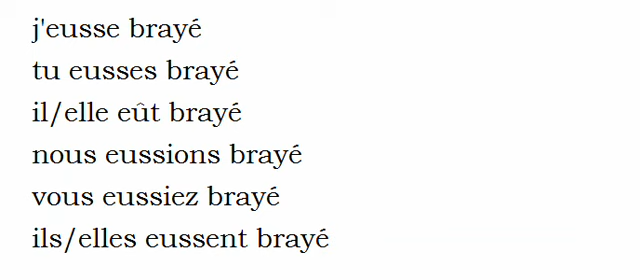 j'eusse brayé
tu eusses brayé
il/elle eût brayé
nous eussions brayé
vous eussiez brayé
ils/elles eussent brayé